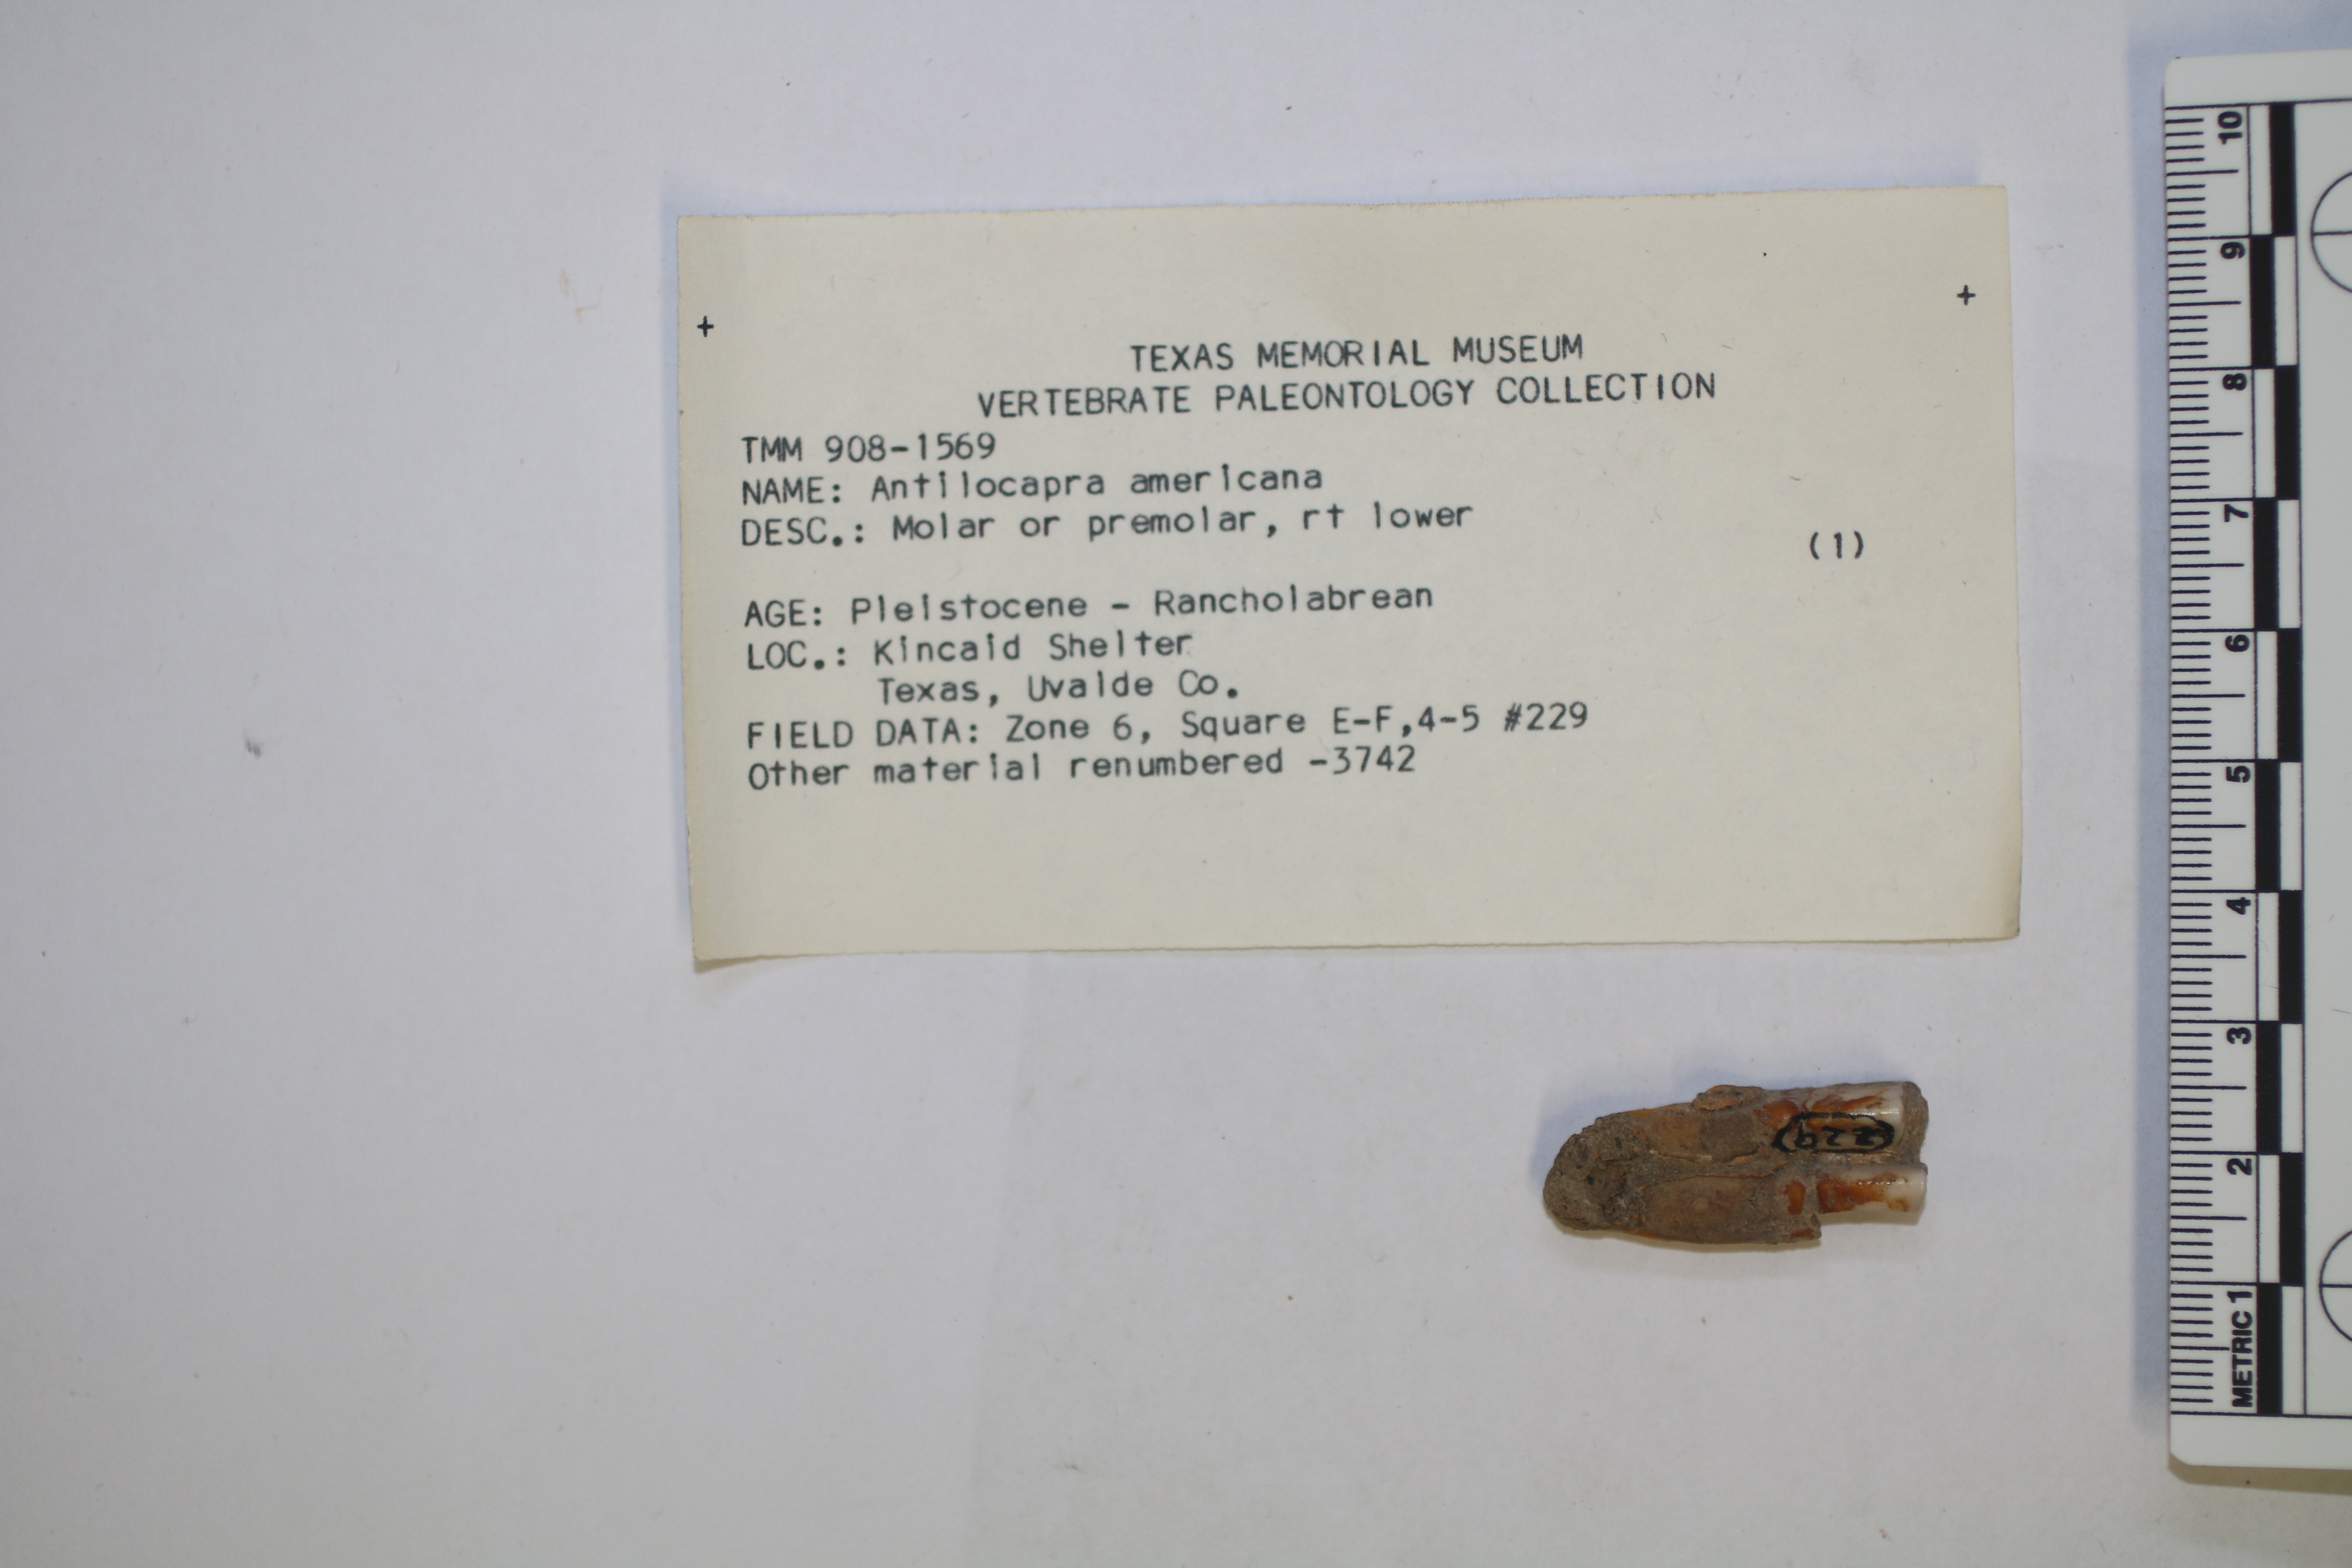 TEXAS MEMORIAL MUSEUM
VERTEBRATE PALEONTOLOGY COLLECTION
TMM 908-1569
NAME: Antilocapra americana
DESC.: Molar or premolar, rt lower (1)
AGE: Pleistocene - Rancholabrean
LOC.: Kincaid Shelter
Texas, Uvalde Co.
FIELD DATA: Zone 6, Square E-F,4-5 #229
Other material renumbered -3742
229
METRIC 1 2 3 4 5 6 7 8 9 10